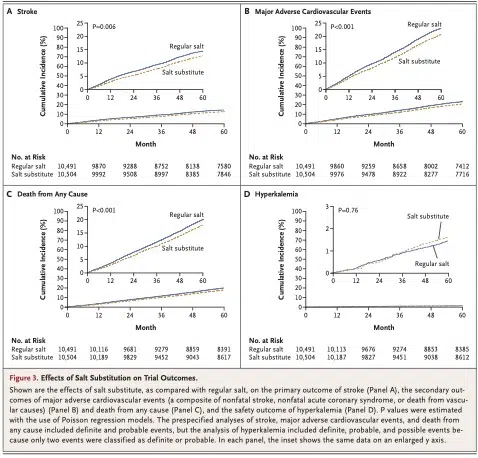 A Stroke
Cumulative Incidence (%)
100
90
80
70
60
50
40
30
20
10
0
25
20
15
10
5
0
P=0.006
Regular salt
Salt substitute
0 12 24 36 48 60
0 12 24 36 48 60
Month
No. at Risk
Regular salt 10,491 9870 9288 8752 8138 7580
Salt substitute 10,504 9992 9508 8997 8385 7846
B Major Adverse Cardiovascular Events
Cumulative Incidence (%)
100
90
80
70
60
50
40
30
20
10
0
25
20
15
10
5
0
P<0.001
Regular salt
Salt substitute
0 12 24 36 48 60
0 12 24 36 48 60
Month
No. at Risk
Regular salt 10,491 9860 9259 8658 8002 7412
Salt substitute 10,504 9976 9478 8922 8277 7716
C Death from Any Cause
Cumulative Incidence (%)
100
90
80
70
60
50
40
30
20
10
0
25
20
15
10
5
0
P<0.001
Regular salt
Salt substitute
0 12 24 36 48 60
0 12 24 36 48 60
Month
No. at Risk
Regular salt 10,491 10,116 9681 9279 8859 8391
Salt substitute 10,504 10,189 9829 9452 9043 8617
D Hyperkalemia
Cumulative Incidence (%)
100
90
80
70
60
50
40
30
20
10
0
3
2
1
0
P=0.76
Salt substitute
Regular salt
0 12 24 36 48 60
0 12 24 36 48 60
Month
No. at Risk
Regular salt 10,491 10,113 9676 9274 8853 8385
Salt substitute 10,504 10,187 9827 9451 9038 8612
Figure 3. Effects of Salt Substitution on Trial Outcomes.
Shown are the effects of salt substitute, as compared with regular salt, on the primary outcome of stroke (Panel A), the secondary out-
comes of major adverse cardiovascular events (a composite of nonfatal stroke, nonfatal acute coronary syndrome, or death from vascu-
lar causes) (Panel B) and death from any cause (Panel C), and the safety outcome of hyperkalemia (Panel D). P values were estimated
with the use of Poisson regression models. The prespecified analyses of stroke, major adverse cardiovascular events, and death from
any cause included definite and probable events, but the analysis of hyperkalemia included definite, probable, and possible events be-
cause only two events were classified as definite or probable. In each panel, the inset shows the same data on an enlarged y axis.